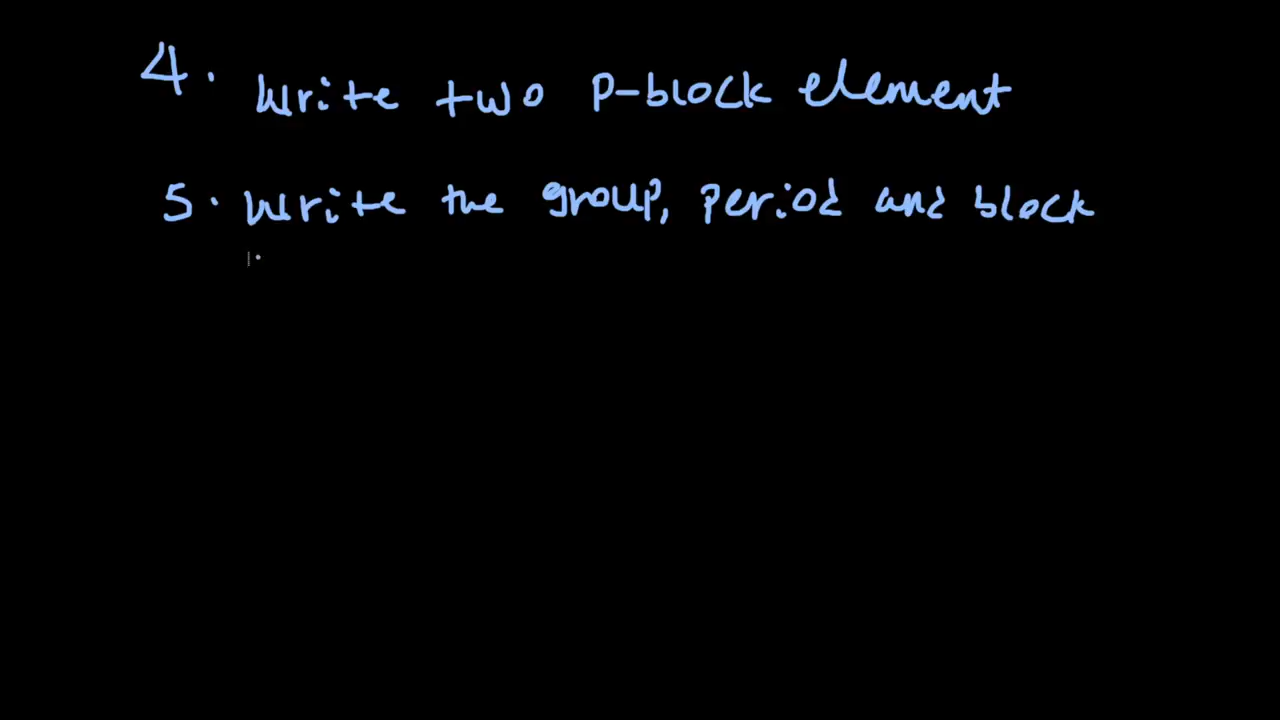 4. Write two p-block element
5. Write the group, period and block